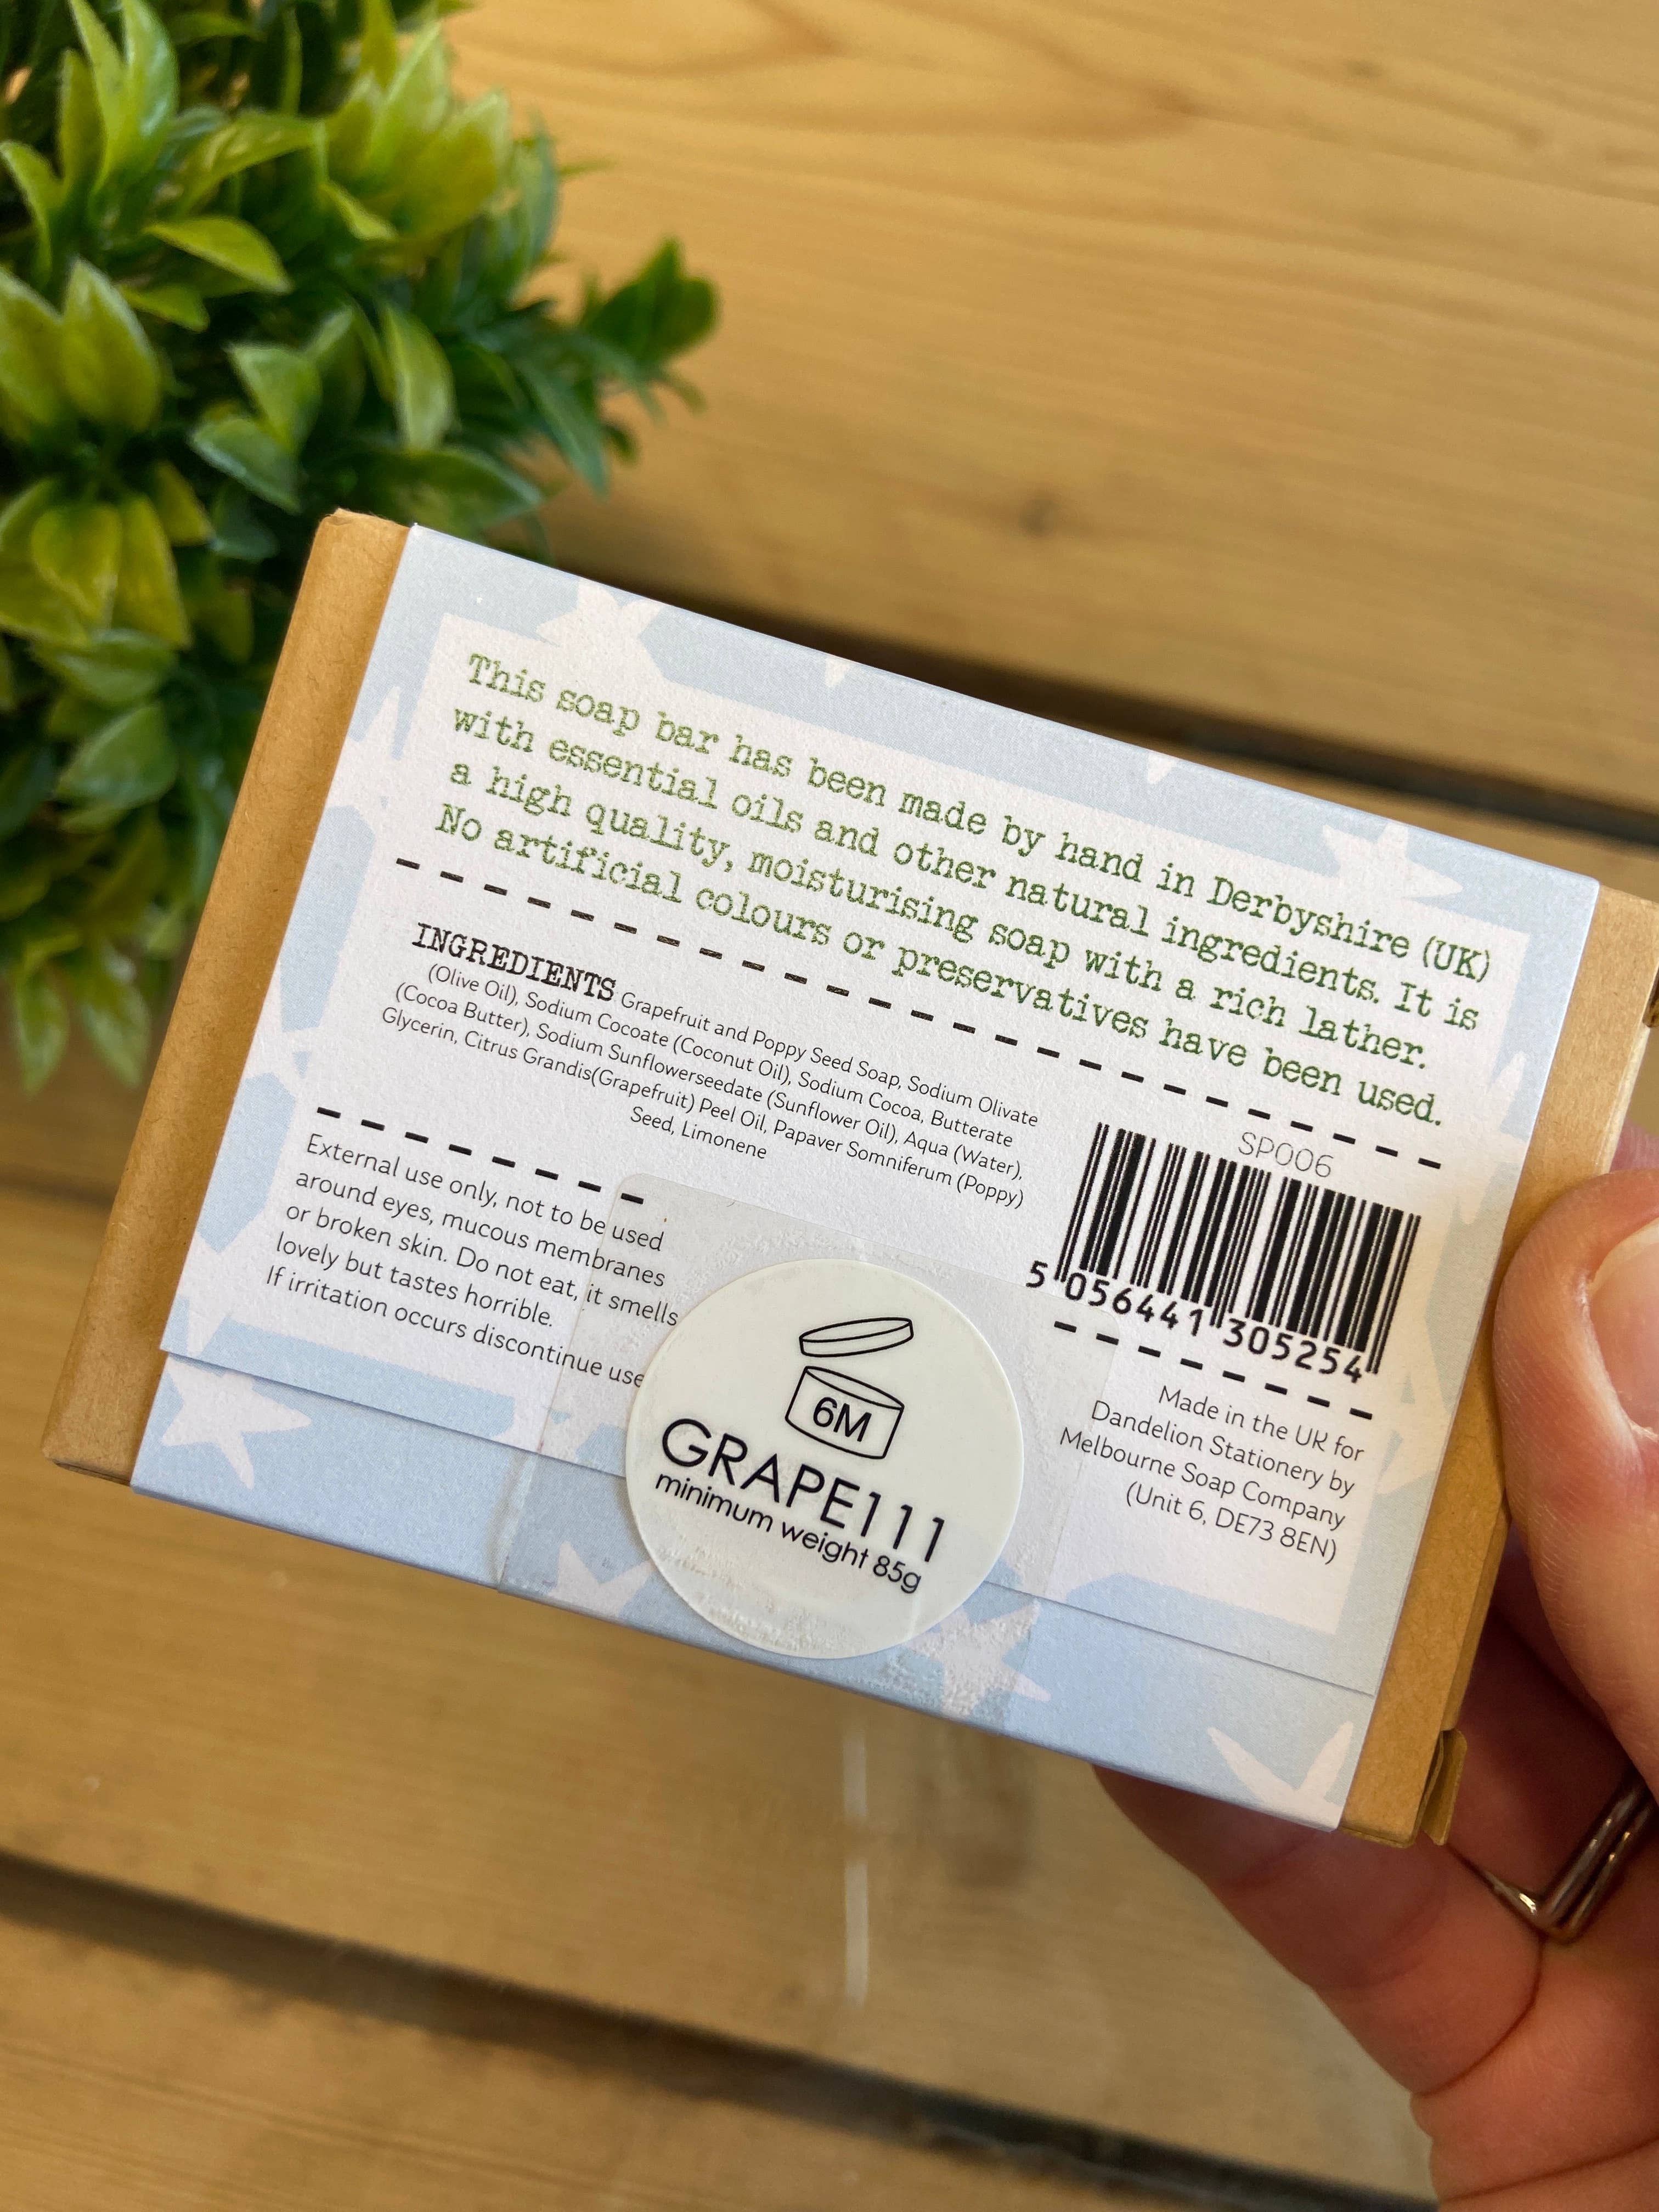 This soap bar has been made by hand in Derbyshire (UK)
with essential oils and other natural ingredients. It is
a high quality, moisturising soap with a rich lather.
No artificial colours or preservatives have been used.
INGREDIENTS Grapefruit and Poppy Seed Soap, Sodium Olivate
(Olive Oil), Sodium Cocoate (Coconut Oil), Sodium Cocoa, Butterate
(Cocoa Butter), Sodium Sunflowerseedate (Sunflower Oil), Aqua (Water),
Glycerin, Citrus Grandis(Grapefruit) Peel Oil, Papaver Somniferum (Poppy)
Seed, Limonene
External use only, not to be used
around eyes, mucous membranes
or broken skin. Do not eat, it smells
lovely but tastes horrible.
If irritation occurs discontinue use
SP006
5 056441 305254
Made in the UK for
Dandelion Stationery by
Melbourne Soap Company
(Unit 6, DE73 8EN)
6M
GRAPE111
minimum weight 85g